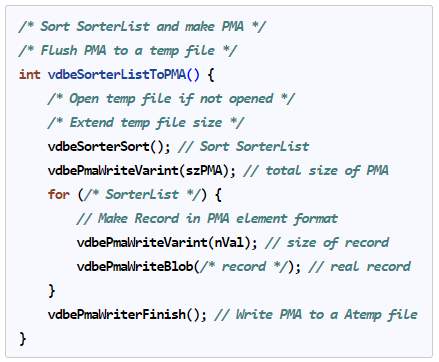 /* Sort SorterList and make PMA */
/* Flush PMA to a temp file */
int vdbeSorterListToPMA() {
/* Open temp file if not opened */
/* Extend temp file size */
vdbeSorterSort(); // Sort SorterList
vdbePmaWriteVarint(szPMA); // total size of PMA
for (/* SorterList */) {
// Make Record in PMA element format
vdbePmaWriteVarint(nVal); // size of record
vdbePmaWriteBlob(/* record */); // real record
}
vdbePmaWriterFinish(); // Write PMA to a Atemp file
}